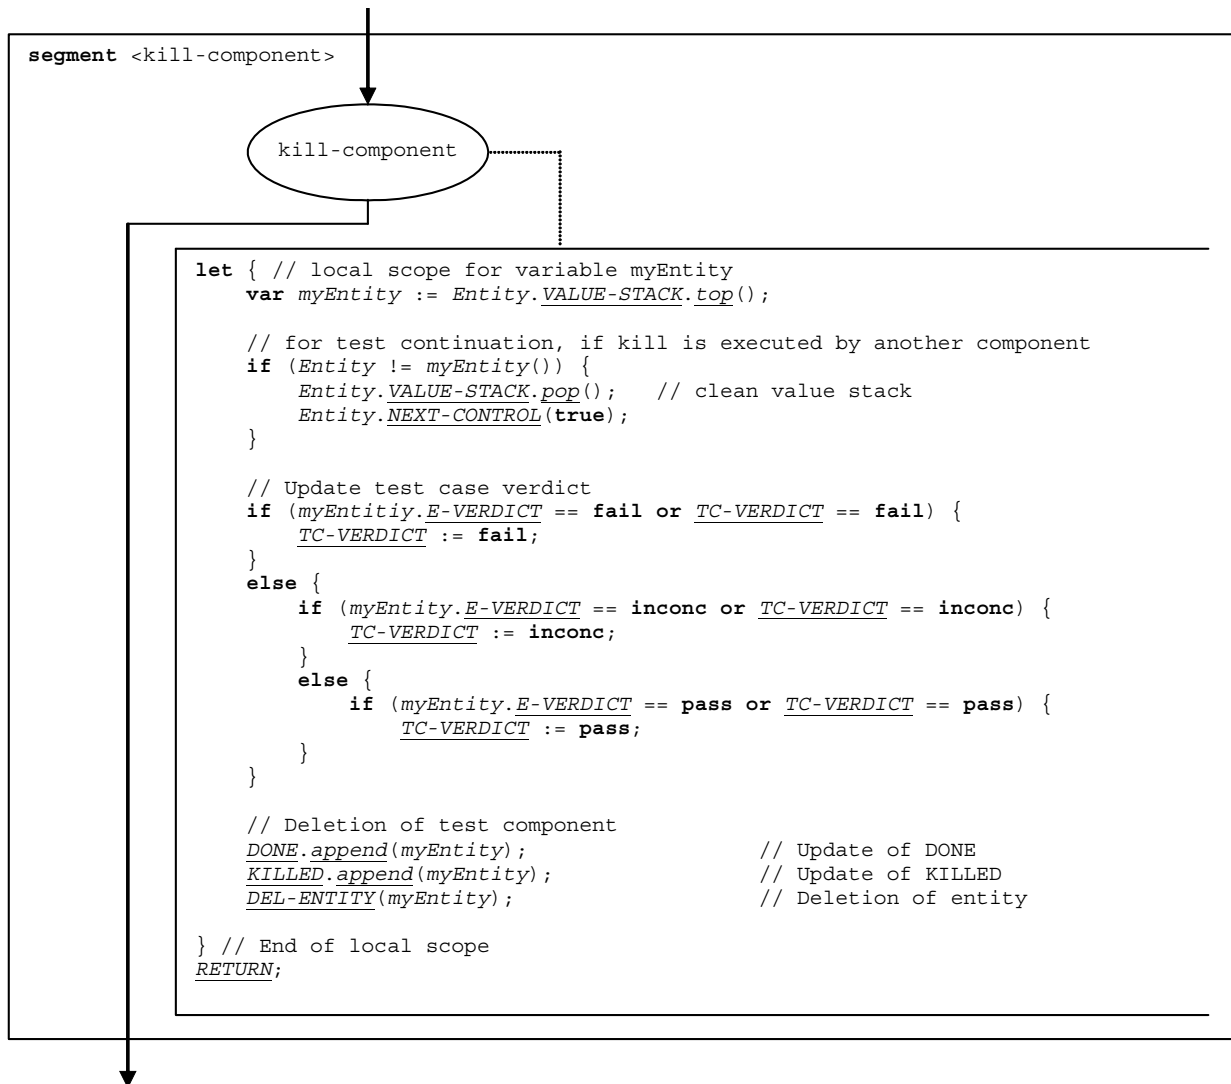 segment <kill-component>
kill-component
let { // local scope for variable myEntity
var myEntity := Entity.VALUE-STACK.top();
// for test continuation, if kill is executed by another component
if (Entity != myEntity()) {
Entity.VALUE-STACK.pop(); // clean value stack
Entity.NEXT-CONTROL(true);
}
// Update test case verdict
if (myEntitiy.E-VERDICT == fail or TC-VERDICT == fail) {
TC-VERDICT := fail;
}
else {
if (myEntity.E-VERDICT == inconc or TC-VERDICT == inconc) {
TC-VERDICT := inconc;
}
else {
if (myEntity.E-VERDICT == pass or TC-VERDICT == pass) {
TC-VERDICT := pass;
}
}
// Deletion of test component
DONE.append(myEntity); // Update of DONE
KILLED.append(myEntity); // Update of KILLED
DEL-ENTITY(myEntity); // Deletion of entity
} // End of local scope
RETURN;